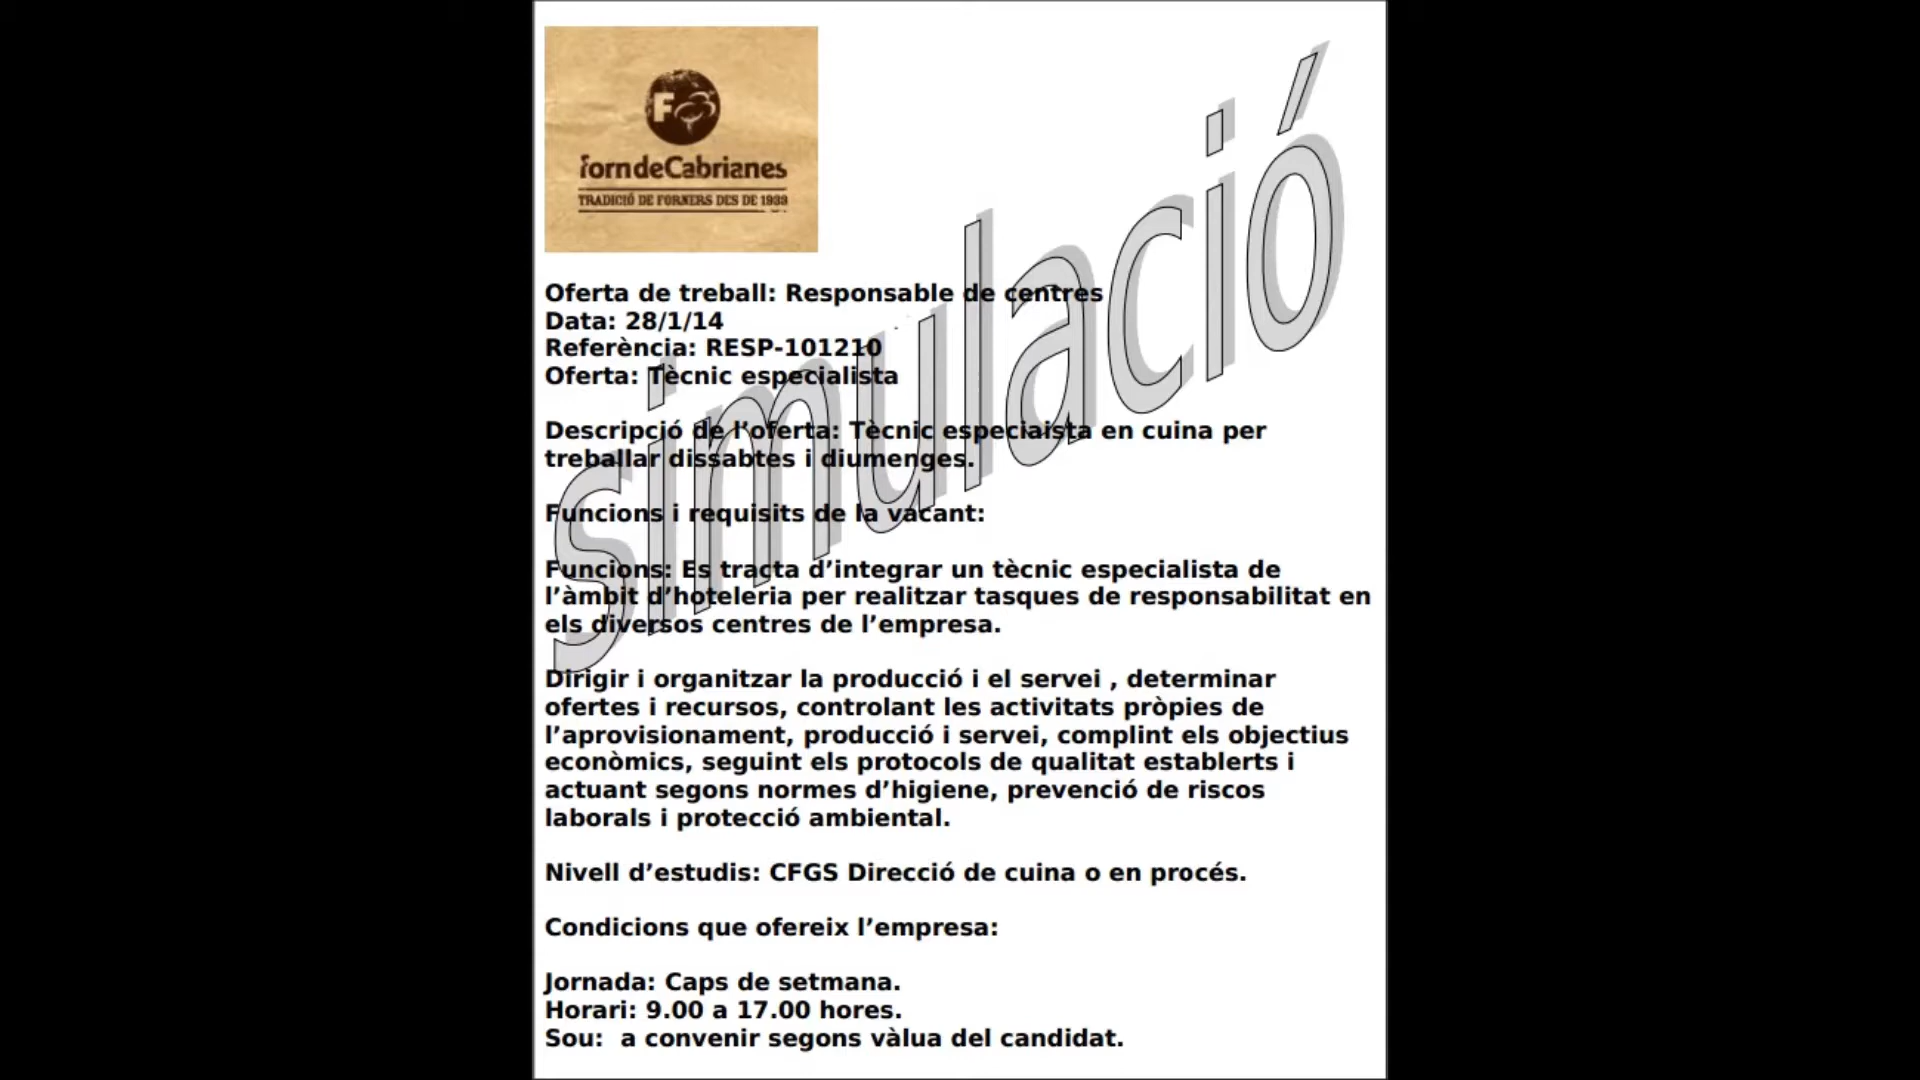 F
forndeCabrianes
TRADICIÓ DE FORNERS DES DE 1933
simulació
Oferta de treball: Responsable de centres
Data: 28/1/14
Referència: RESP-101210
Oferta: Tècnic especialista
Descripció de l’oferta: Tècnic especiaista en cuina per
treballar dissabtes i diumenges.
Funcions i requisits de la vacant:
Funcions: Es tracta d’integrar un tècnic especialista de
l’àmbit d’hoteleria per realitzar tasques de responsabilitat en
els diversos centres de l’empresa.
Dirigir i organitzar la producció i el servei , determinar
ofertes i recursos, controlant les activitats pròpies de
l’aprovisionament, producció i servei, complint els objectius
econòmics, seguint els protocols de qualitat establerts i
actuant segons normes d’higiene, prevenció de riscos
laborals i protecció ambiental.
Nivell d’estudis: CFGS Direcció de cuina o en procés.
Condicions que ofereix l’empresa:
Jornada: Caps de setmana.
Horari: 9.00 a 17.00 hores.
Sou:  a convenir segons vàlua del candidat.